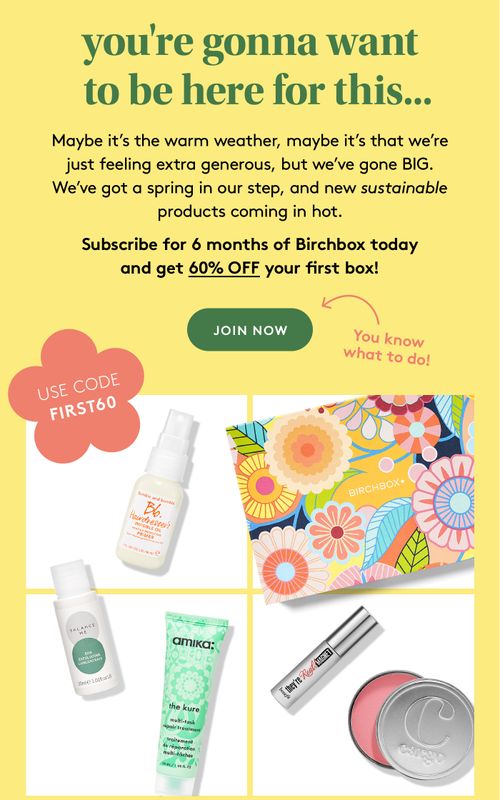 you're gonna want
to be here for this...
Maybe it's the warm weather, maybe it's that we're
just feeling extra generous, but we've gone BIG.
We've got a spring in our step, and new sustainable
products coming in hot.
Subscribe for 6 months of Birchbox today
and get 60% OFF your first box!
JOIN NOW
You know
what to do!
USE CODE
FIRST60
bumble and bumble
Bb.
Hairdresser's
INVISIBLE OIL
PRIMER
BIRCHBOX
BALANCE
ME
amika:
the kure
multi-task
repair treatment
traitement
de réparation
multi-tâches
they're Real!
MAGNET
benefit
C
cargo